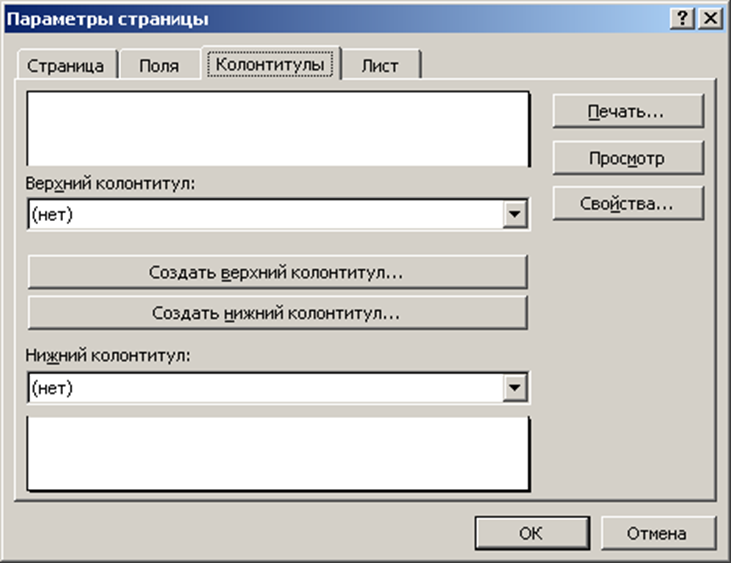 Параметры страницы
Страница Поля Колонтитулы Лист
Печать...
Просмотр
Свойства...
Верхний колонтитул:
(нет)
Создать верхний колонтитул...
Создать нижний колонтитул...
Нижний колонтитул:
(нет)
ОК Отмена